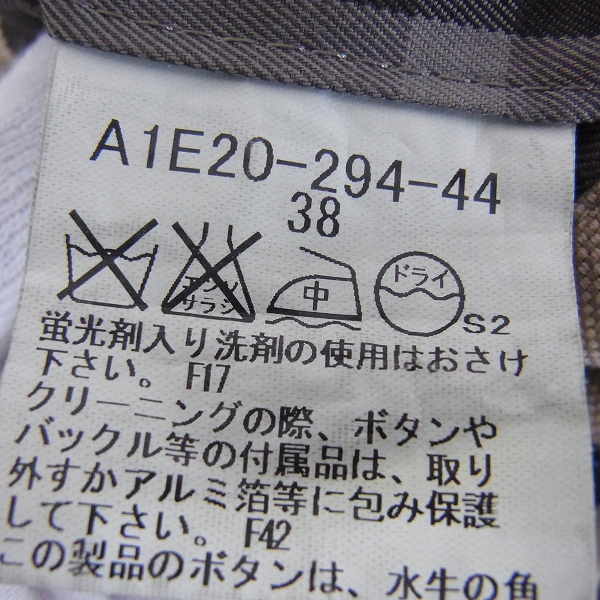 A1E20-294-44
38
エンソ
サラシ
中
ドライ
S2
蛍光剤入り洗剤の使用はおさけ
下さい。 F17
クリーニングの際、ボタンや
バックル等の付属品は、取り
外すかアルミ箔等に包み保護
して下さい。 F42
この製品のボタンは、水牛の角